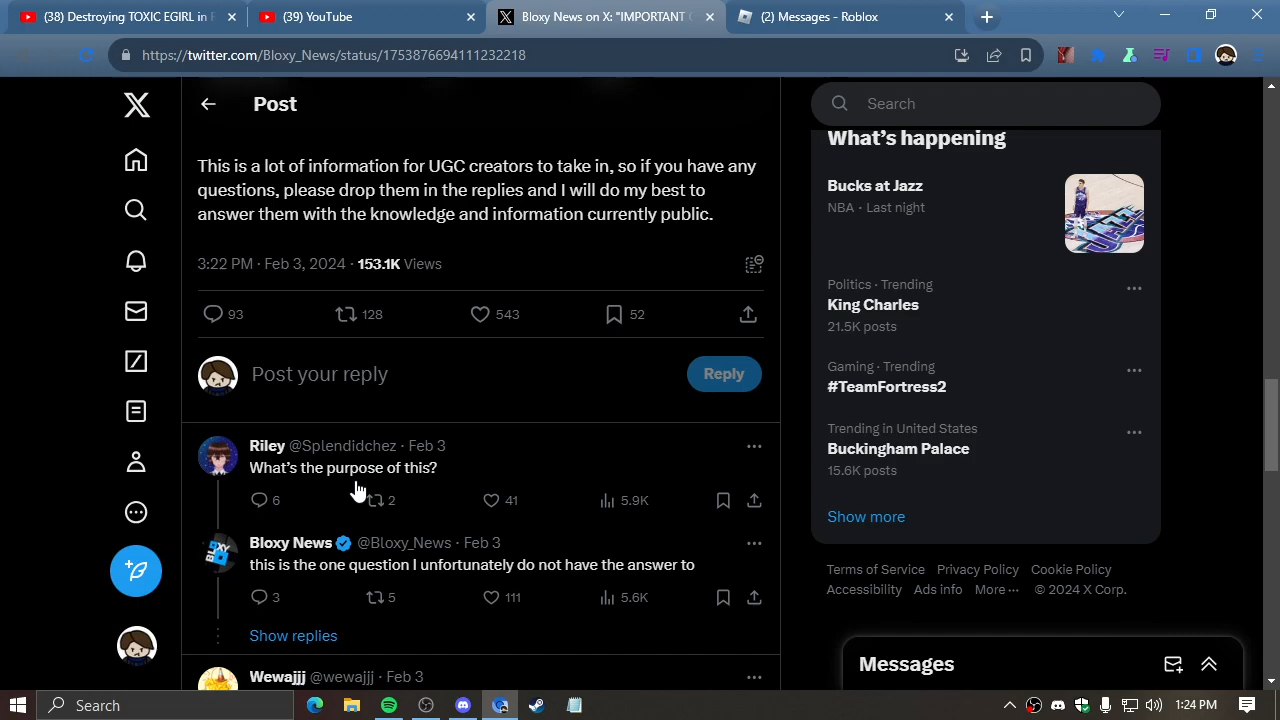 (38) Destroying TOXIC EGIRL in
(39) YouTube
Bloxy News on X: "IMPORTANT
(2) Messages - Roblox
https://twitter.com/Bloxy_News/status/1753876694111232218
Post
This is a lot of information for UGC creators to take in, so if you have any
questions, please drop them in the replies and I will do my best to
answer them with the knowledge and information currently public.
3:22 PM · Feb 3, 2024 · 153.1K Views
93 128 543 52
Post your reply
Reply
Riley @Splendidchez · Feb 3
What's the purpose of this?
6 2 41 5.9K
Bloxy News @Bloxy_News · Feb 3
this is the one question I unfortunately do not have the answer to
3 5 111 5.6K
Show replies
Wewajjj @wewajjj · Feb 3
Search
What's happening
Bucks at Jazz
NBA · Last night
Politics · Trending
King Charles
21.5K posts
Gaming · Trending
#TeamFortress2
Trending in United States
Buckingham Palace
15.6K posts
Show more
Terms of Service Privacy Policy Cookie Policy
Accessibility Ads info More ··· © 2024 X Corp.
Messages
Search
1:24 PM